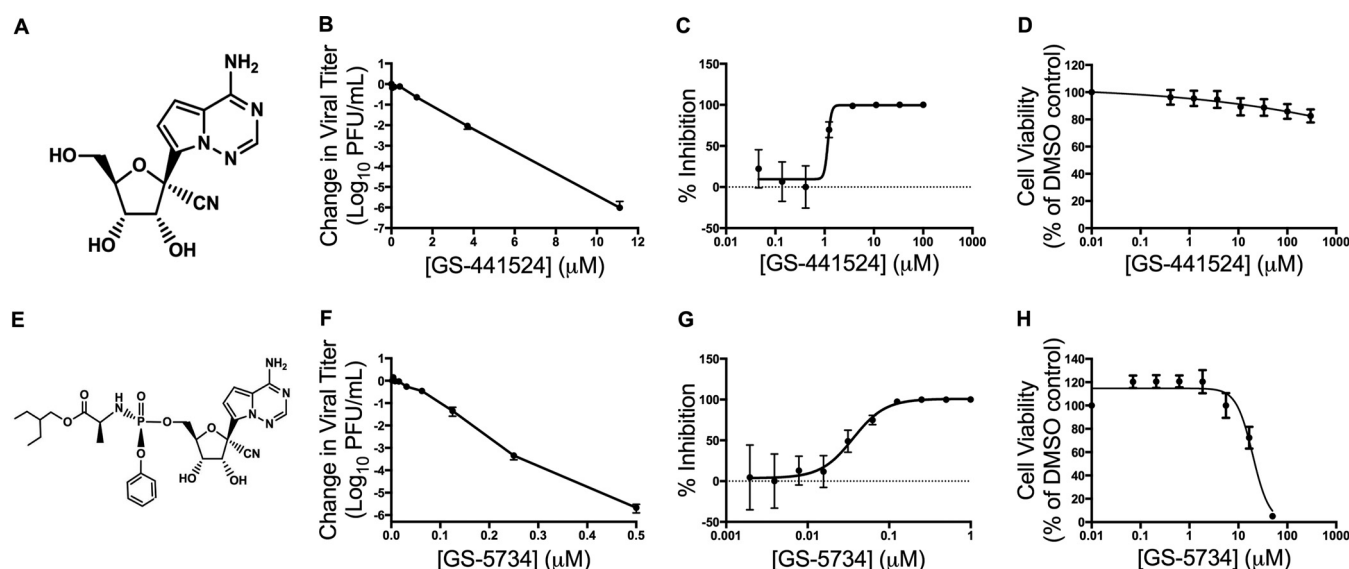 A
NH₂
N
N
N
HO
O
CN
HO
OH
B
Change in Viral Titer
(Log₁₀ PFU/mL)
1
0
-1
-2
-3
-4
-5
-6
-7
0 2 4 6 8 10 12
[GS-441524] (μM)
C
% Inhibition
150
100
50
0
-50
0.01 0.1 1 10 100 1000
[GS-441524] (μM)
D
Cell Viability
(% of DMSO control)
120
100
80
60
40
20
0
0.01 0.1 1 10 100 1000
[GS-441524] (μM)
E
NH₂
N
N
N
O
O
H
N
O
P
O
O
O
CN
HO
OH
F
Change in Viral Titer
(Log₁₀ PFU/mL)
1
0
-1
-2
-3
-4
-5
-6
0.0 0.1 0.2 0.3 0.4 0.5
[GS-5734] (μM)
G
% Inhibition
150
100
50
0
-50
0.001 0.01 0.1 1
[GS-5734] (μM)
H
Cell Viability
(% of DMSO control)
140
120
100
80
60
40
20
0
0.01 0.1 1 10 100 1000
[GS-5734] (μM)